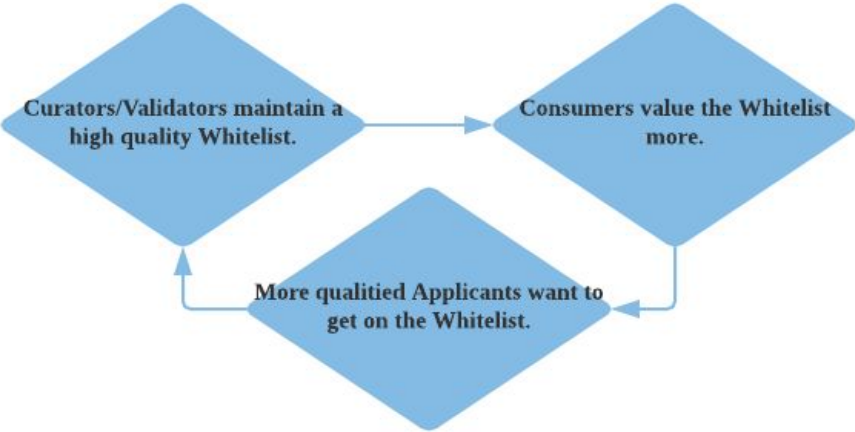 Curators/Validators maintain a
high quality Whitelist.
Consumers value the Whitelist
more.
More qualitied Applicants want to
get on the Whitelist.